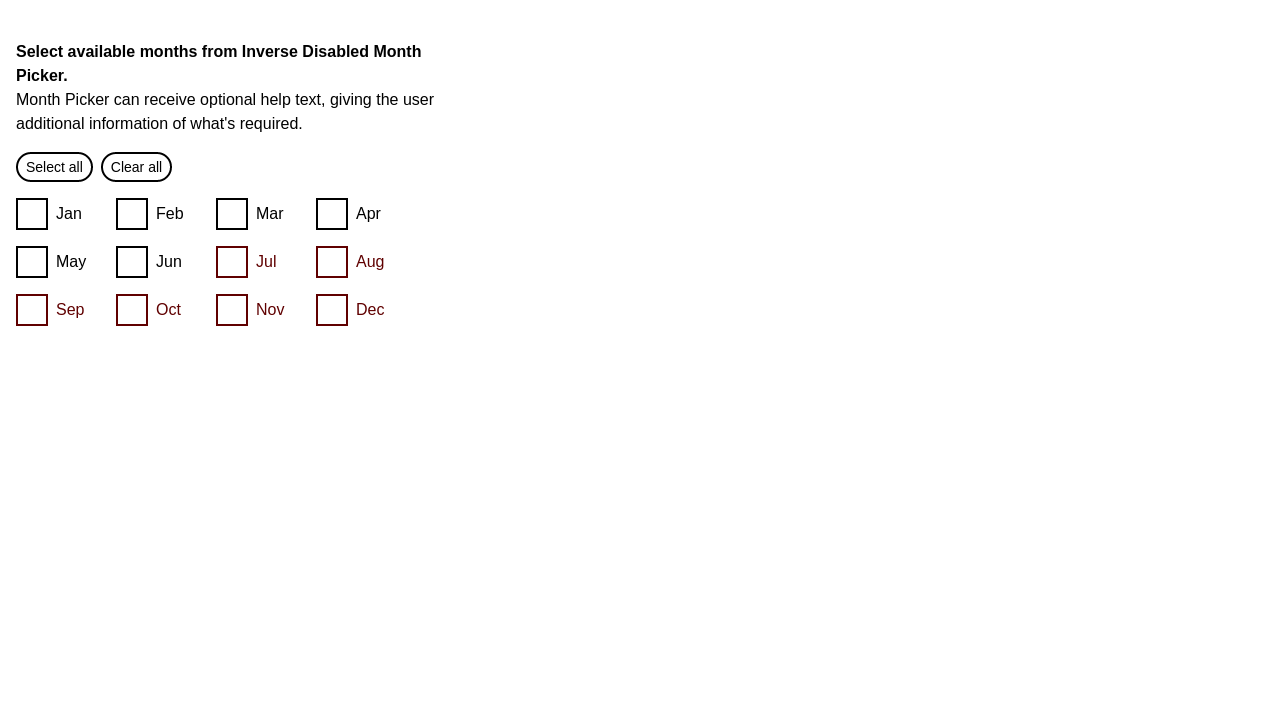 Select available months from Inverse Disabled Month
Picker.
Month Picker can receive optional help text, giving the user
additional information of what's required.
Select all Clear all
Jan Feb Mar Apr
May Jun Jul Aug
Sep Oct Nov Dec